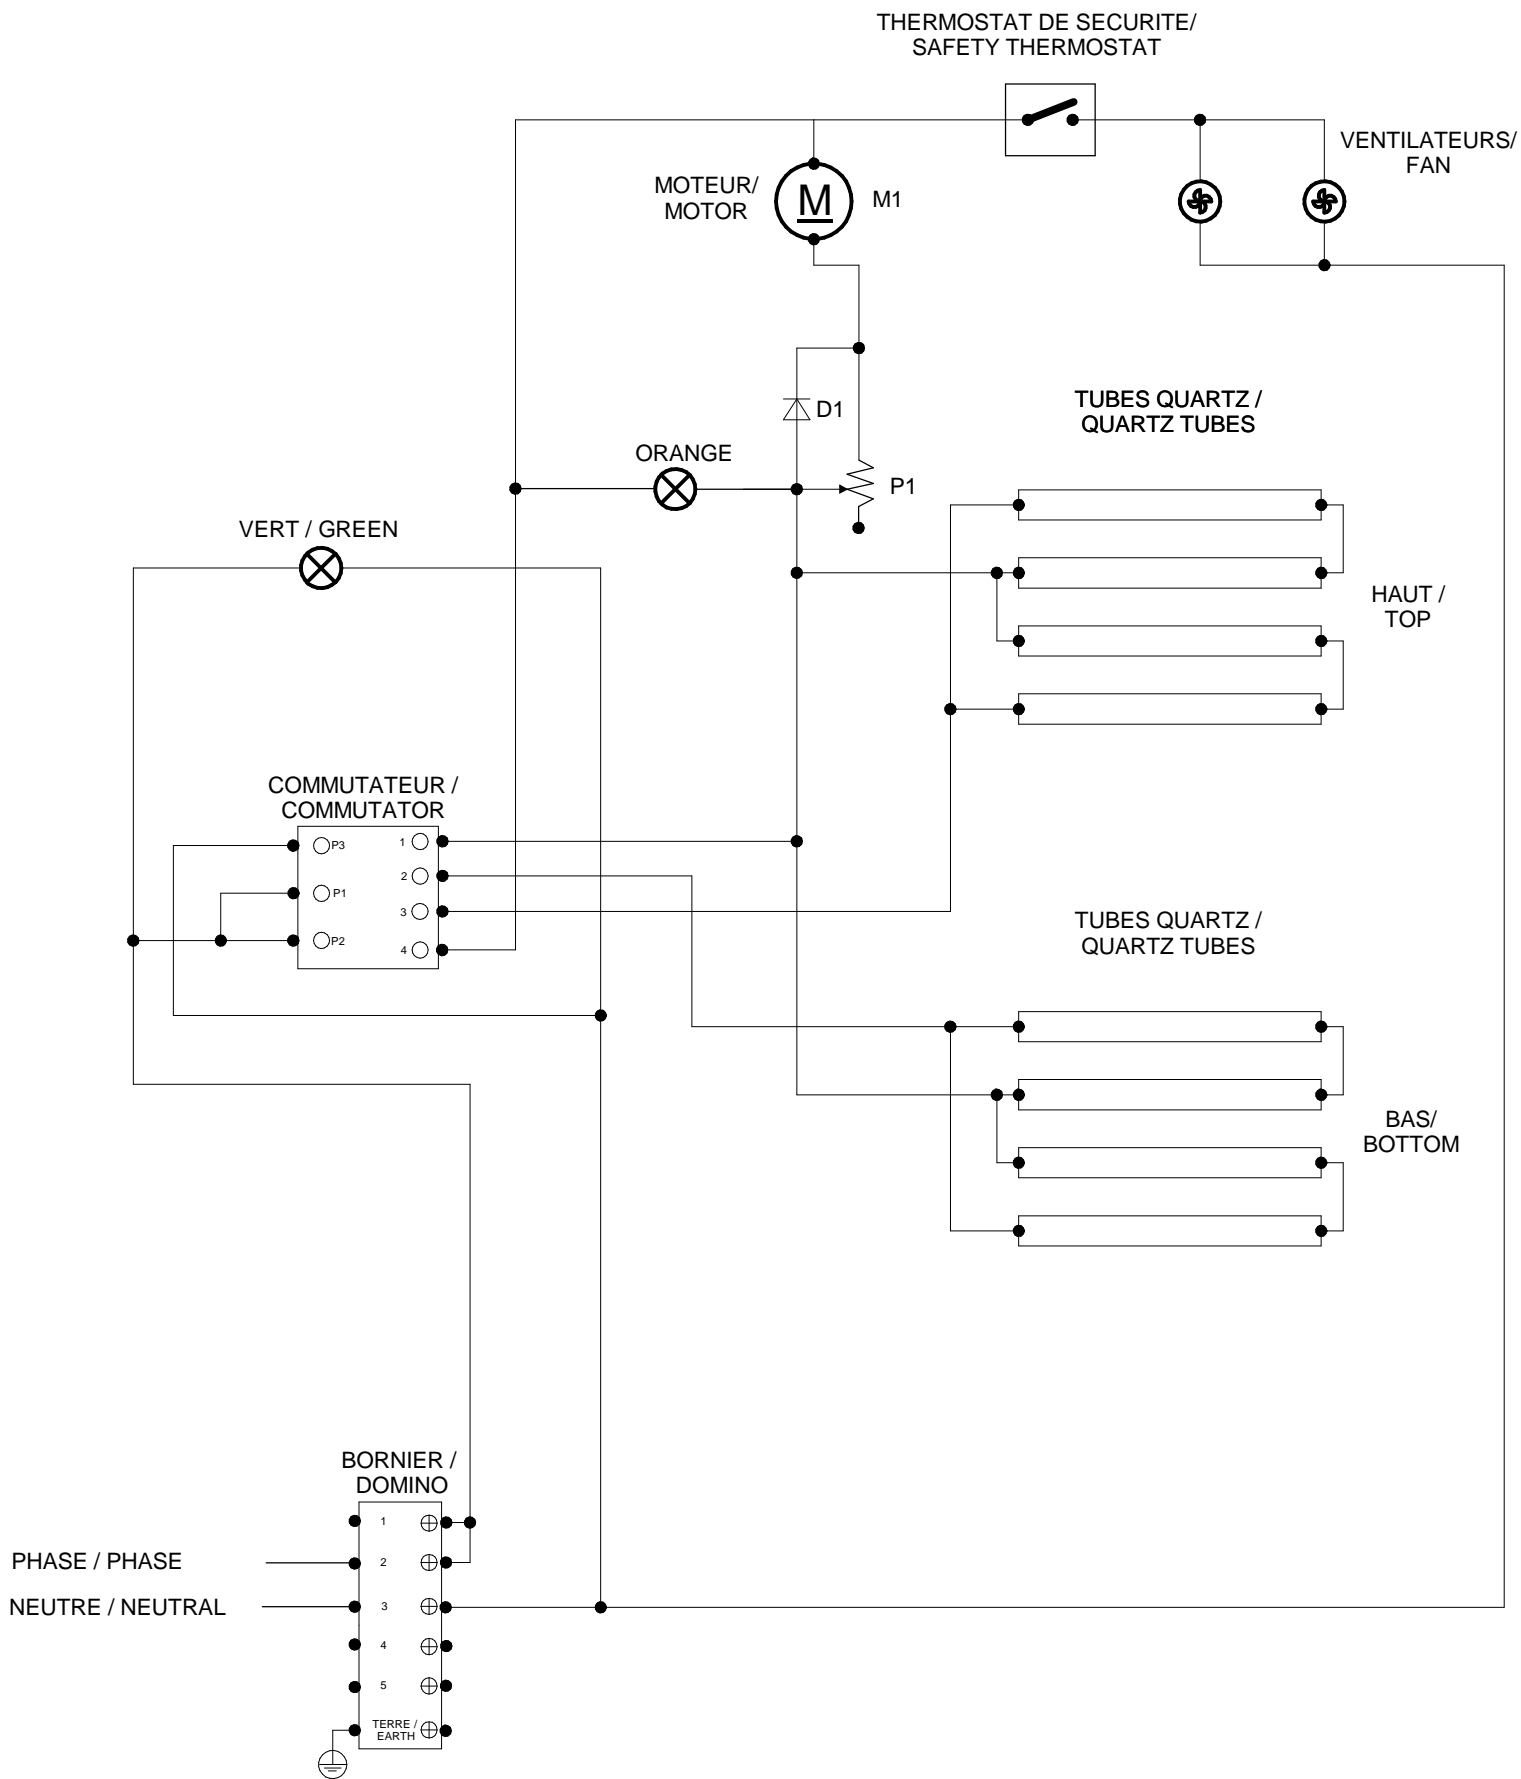 THERMOSTAT DE SECURITE/
SAFETY THERMOSTAT
VENTILATEURS/
FAN
MOTEUR/
MOTOR
M
M1
D1
TUBES QUARTZ /
QUARTZ TUBES
ORANGE
P1
VERT / GREEN
HAUT /
TOP
COMMUTATEUR /
COMMUTATOR
P3
1
2
P1
3
P2
4
TUBES QUARTZ /
QUARTZ TUBES
BAS/
BOTTOM
BORNIER /
DOMINO
1
PHASE / PHASE
2
NEUTRE / NEUTRAL
3
4
5
TERRE /
EARTH